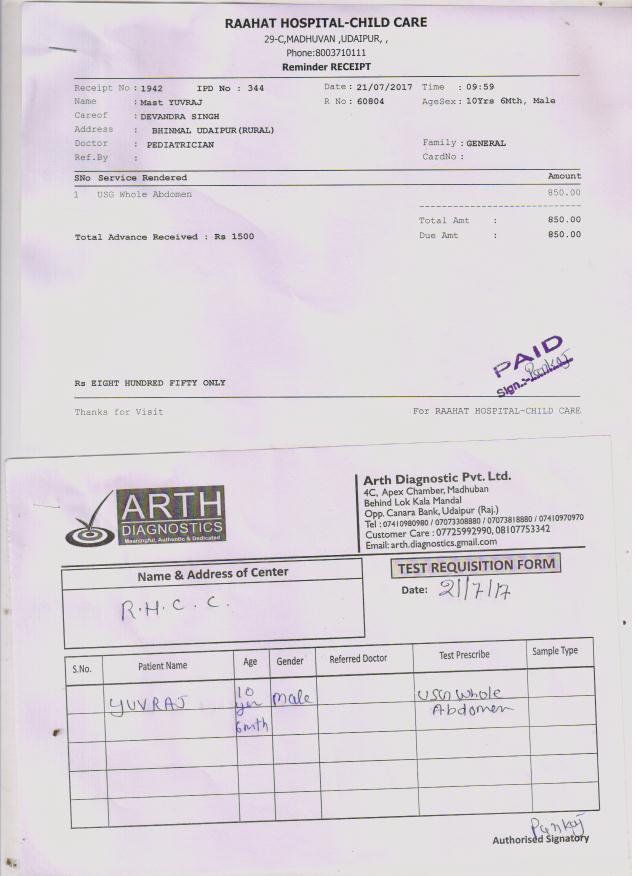 RAAHAT HOSPITAL-CHILD CARE
29-C,MADHUVAN ,UDAIPUR, ,
Phone:8003710111
Reminder RECEIPT
Receipt No : 1942 IPD No : 344 Date : 21/07/2017 Time : 09:59
Name : Mast YUVRAJ R No : 60804 AgeSex : 10Yrs 6Mth, Male
Careof : DEVANDRA SINGH
Address : BHINMAL UDAIPUR(RURAL)
Doctor : PEDIATRICIAN Family : GENERAL
Ref.By : CardNo :
SNo Service Rendered Amount
1 USG Whole Abdomen 850.00
Total Amt : 850.00
Total Advance Received : Rs 1500 Due Amt : 850.00
PAID
Sign.:- Pankaj
Rs EIGHT HUNDRED FIFTY ONLY
Thanks for Visit For RAAHAT HOSPITAL-CHILD CARE
ARTH
DIAGNOSTICS
Meaningful, Authentic & Dedicated
Arth Diagnostic Pvt. Ltd.
4C, Apex Chamber, Madhuban
Behind Lok Kala Mandal
Opp. Canara Bank, Udaipur (Raj.)
Tel : 07410980980 / 07073308880 / 07073818880 / 07410970970
Customer Care : 07725992990, 08107753342
Email: arth.diagnostics.gmail.com
Name & Address of Center
R.H.C.C.
TEST REQUISITION FORM
Date: 21/7/17
S.No. Patient Name Age Gender Referred Doctor Test Prescribe Sample Type
YUVRAJ 10 yer 6mth male USG Whole Abdomen
Pankaj
Authorised Signatory